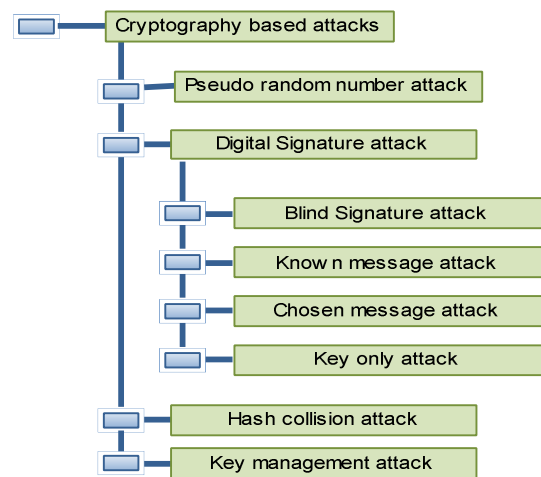 Cryptography based attacks
Pseudo random number attack
Digital Signature attack
Blind Signature attack
Known message attack
Chosen message attack
Key only attack
Hash collision attack
Key management attack